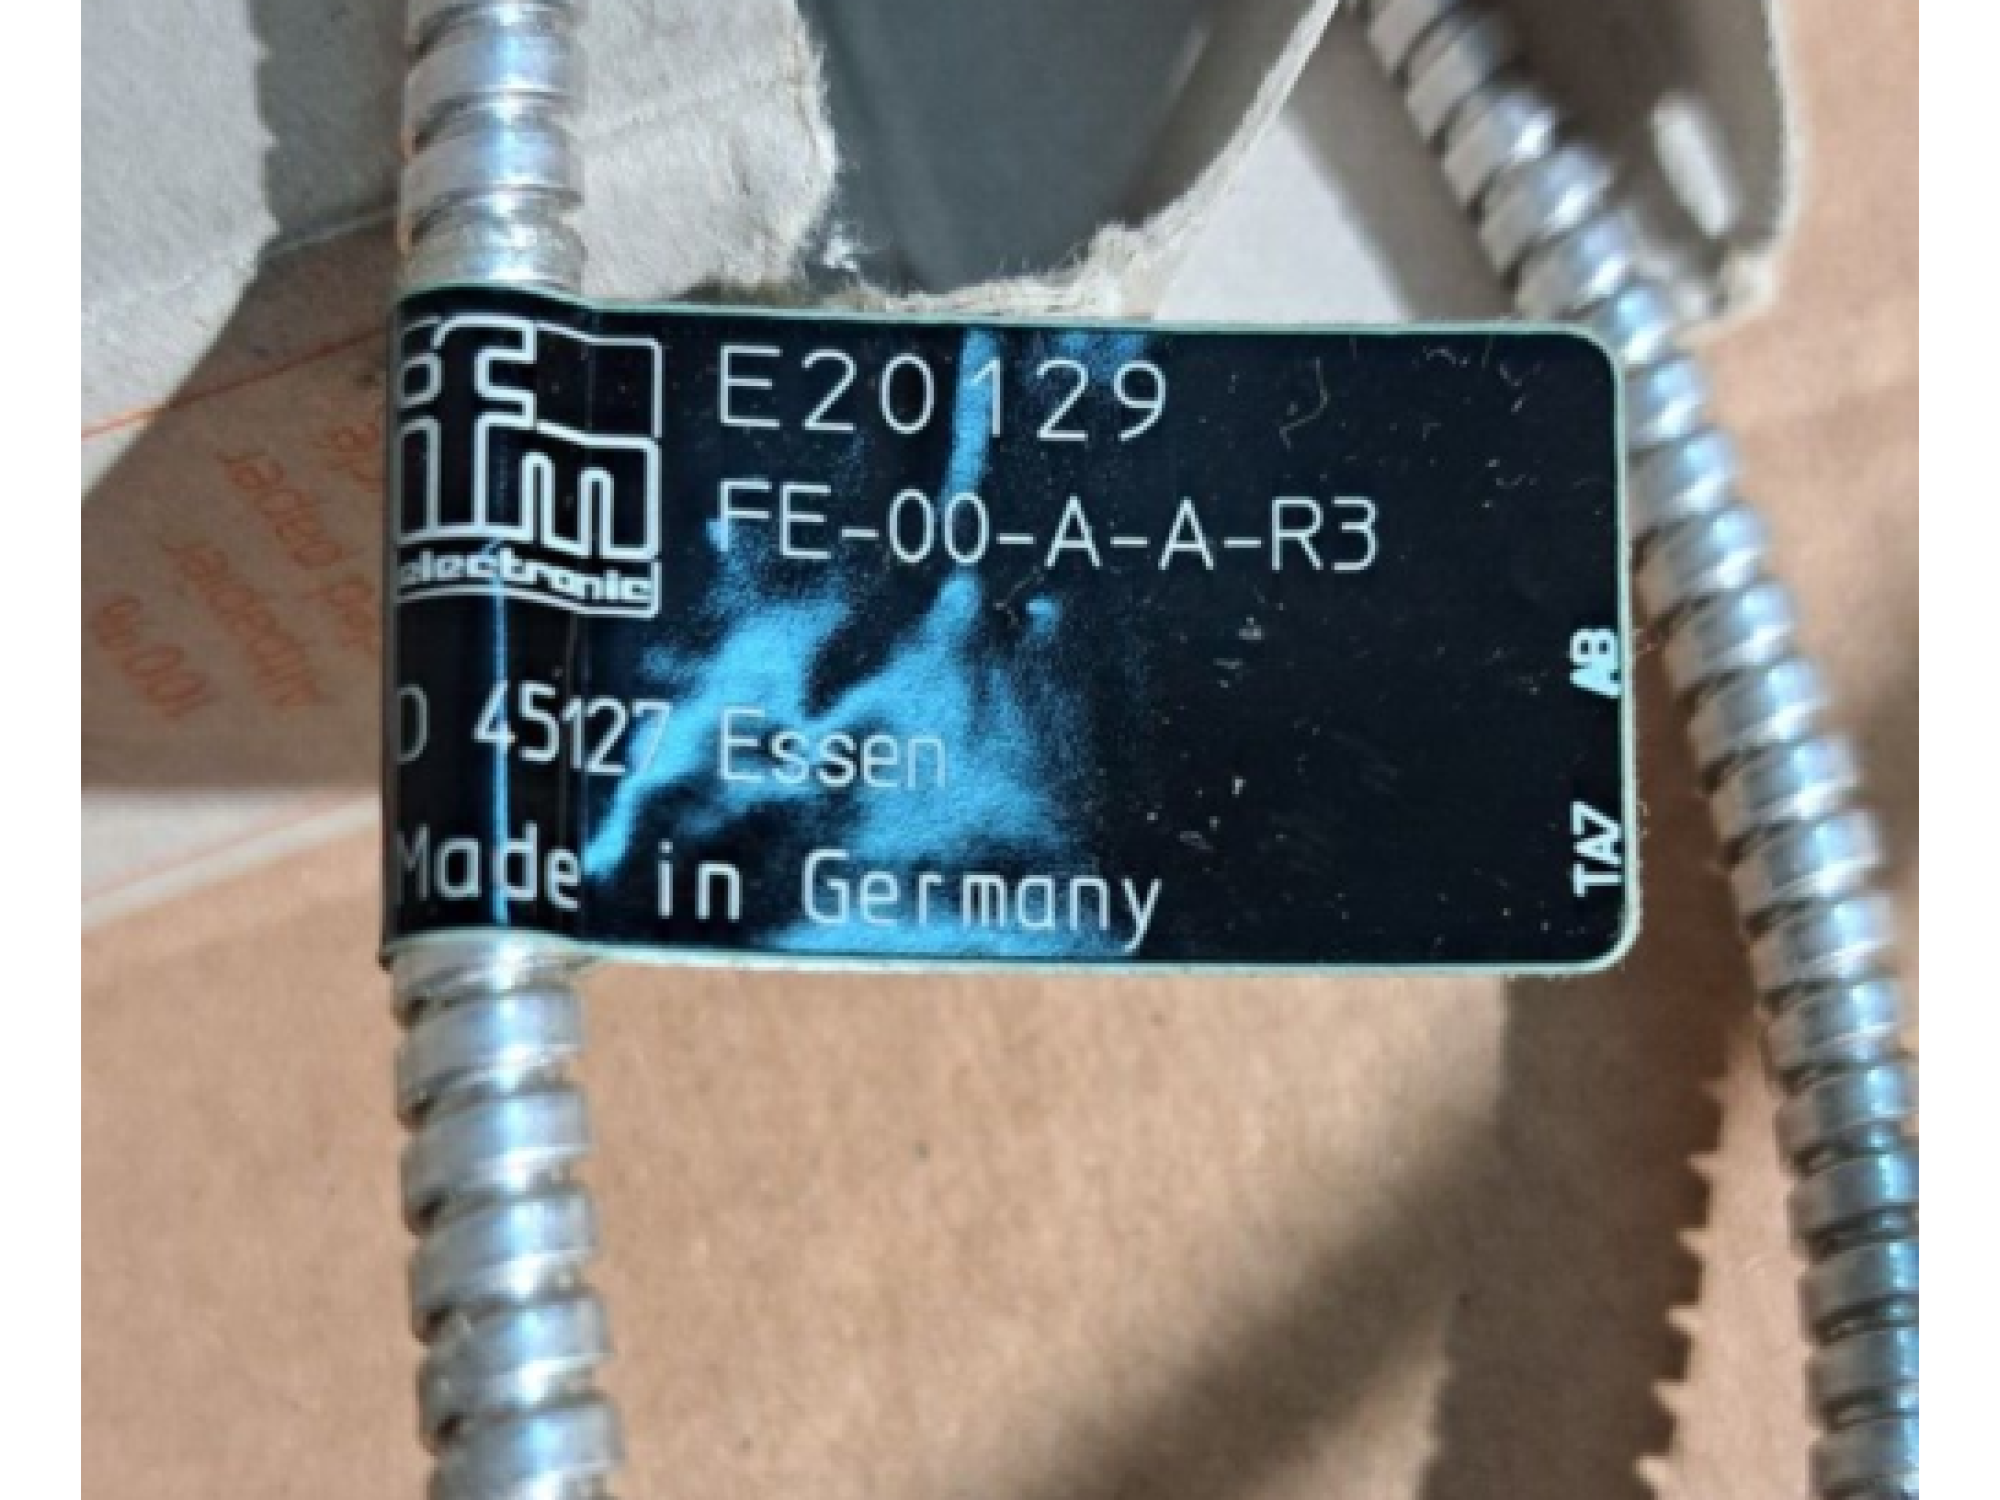 ifm
electronic
E20129
FE-00-A-A-R3
D 45127 Essen
Made in Germany
AB
TA7